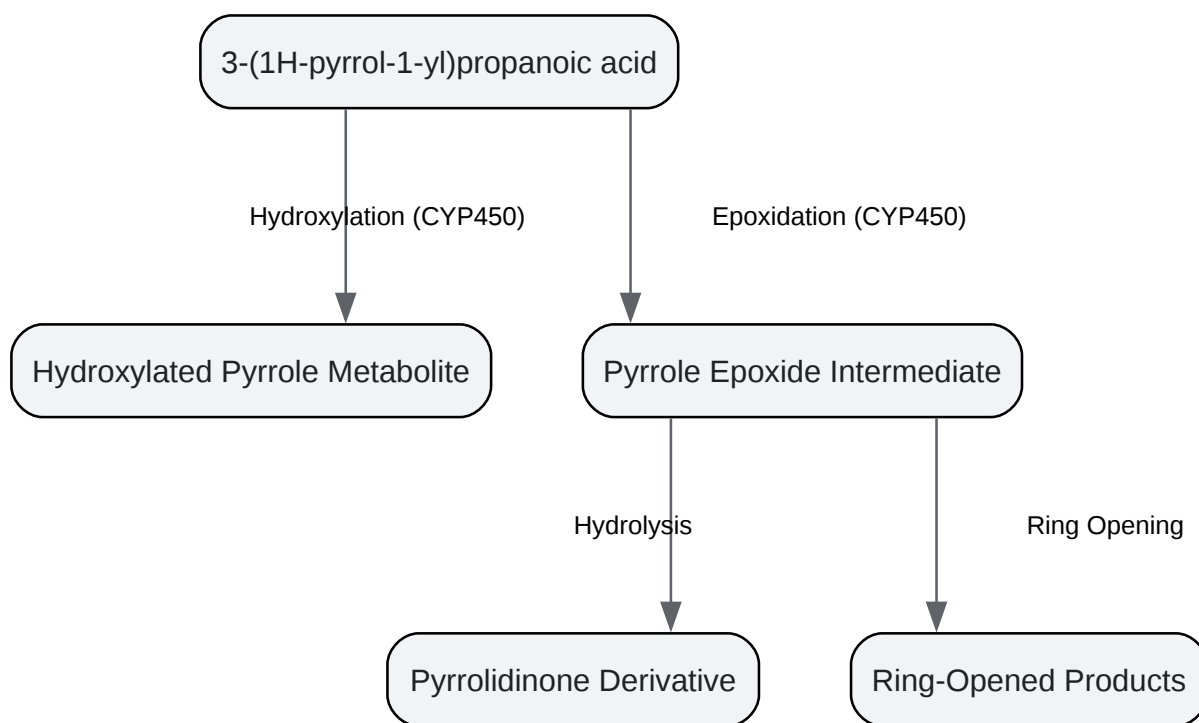 3-(1H-pyrrol-1-yl)propanoic acid
Hydroxylation (CYP450)
Epoxidation (CYP450)
Hydroxylated Pyrrole Metabolite
Pyrrole Epoxide Intermediate
Hydrolysis
Ring Opening
Pyrrolidinone Derivative
Ring-Opened Products